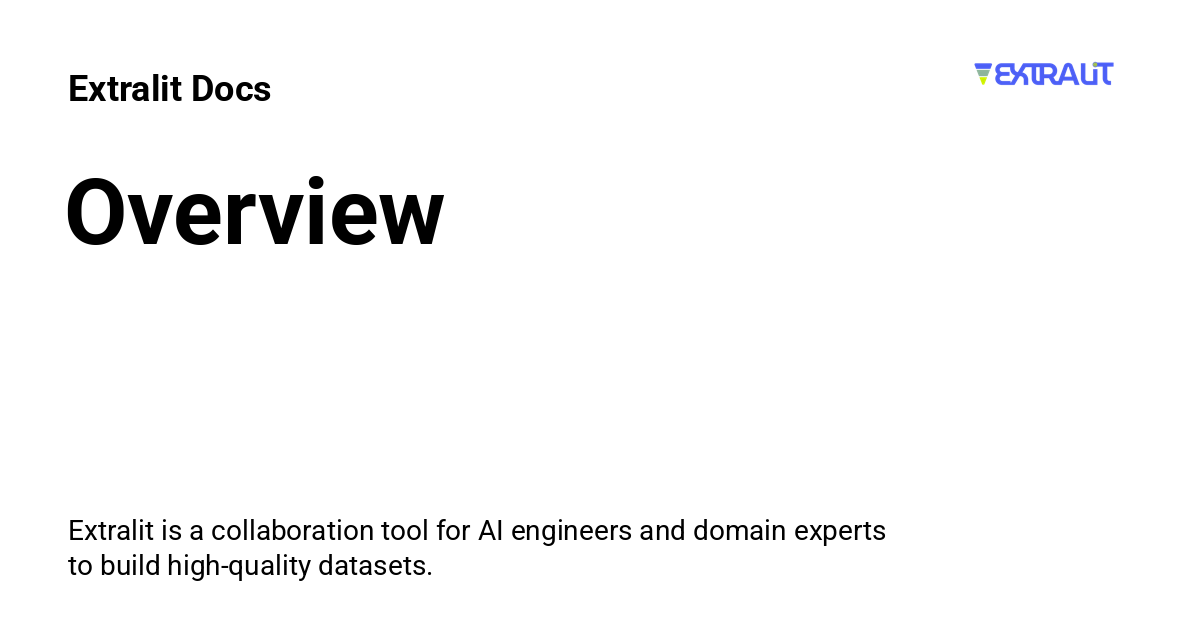 Extralit Docs
EXTRALIT
Overview
Extralit is a collaboration tool for AI engineers and domain experts
to build high-quality datasets.